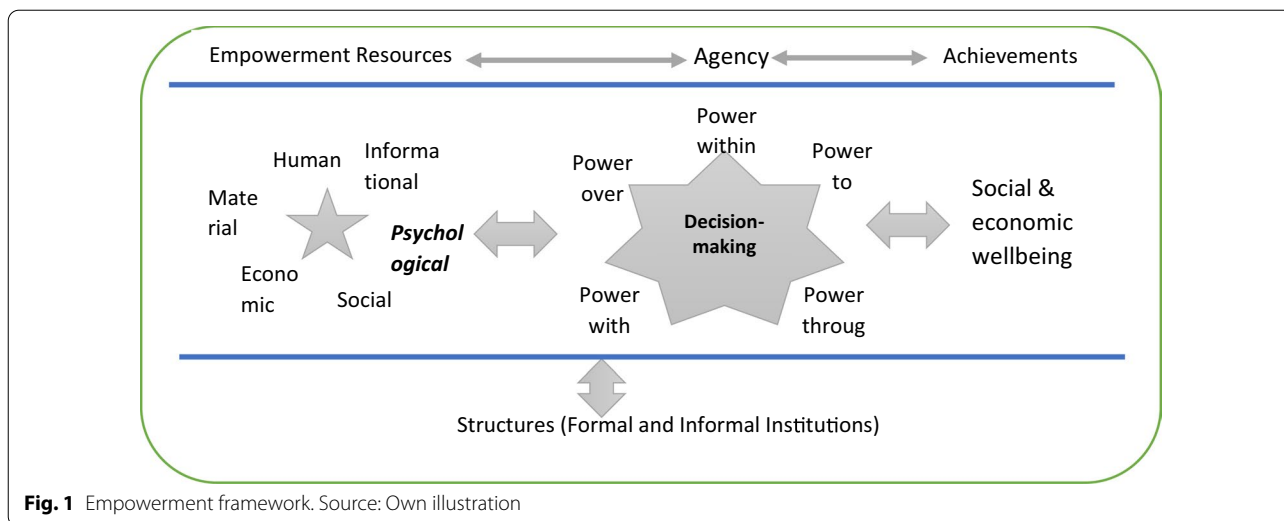 Empowerment Resources Agency Achievements
Power
within
Human
Informa
tional
Power
over
Power
to
Mate
rial
Psychol
ogical
Decision-
making
Social &
economic
wellbeing
Econo
mic
Social
Power
with
Power
throug
Structures (Formal and Informal Institutions)
Fig. 1 Empowerment framework. Source: Own illustration